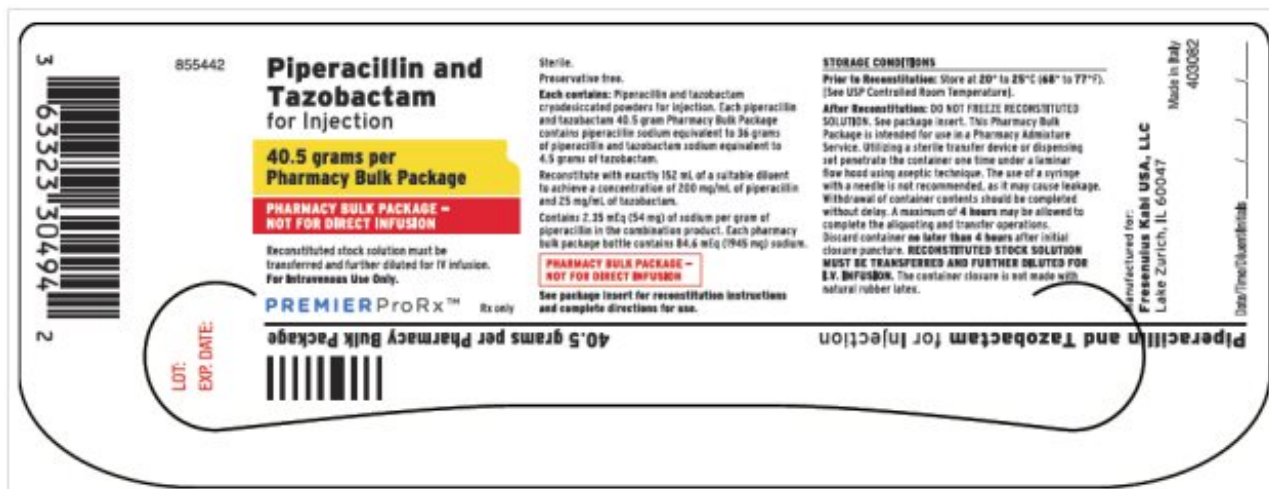 3 63323 30494 2
855442
Piperacillin and
Tazobactam
for Injection
40.5 grams per
Pharmacy Bulk Package
PHARMACY BULK PACKAGE –
NOT FOR DIRECT INFUSION
Reconstituted stock solution must be
transferred and further diluted for IV infusion.
For Intravenous Use Only.
PREMIERProRx™ Rx only
LOT:
EXP. DATE:
Sterile.
Preservative free.
Each contains: Piperacillin and tazobactam
cryodesiccated powders for injection. Each piperacillin
and tazobactam 40.5 gram Pharmacy Bulk Package
contains piperacillin sodium equivalent to 36 grams
of piperacillin and tazobactam sodium equivalent to
4.5 grams of tazobactam.
Reconstitute with exactly 152 mL of a suitable diluent
to achieve a concentration of 200 mg/mL of piperacillin
and 25 mg/mL of tazobactam.
Contains 2.35 mEq (54 mg) of sodium per gram of
piperacillin in the combination product. Each pharmacy
bulk package bottle contains 84.6 mEq (1945 mg) sodium.
PHARMACY BULK PACKAGE –
NOT FOR DIRECT INFUSION
See package insert for reconstitution instructions
and complete directions for use.
STORAGE CONDITIONS
Prior to Reconstitution: Store at 20° to 25°C (68° to 77°F).
[See USP Controlled Room Temperature].
After Reconstitution: DO NOT FREEZE RECONSTITUTED
SOLUTION. See package insert. This Pharmacy Bulk
Package is intended for use in a Pharmacy Admixture
Service. Utilizing a sterile transfer device or dispensing
set penetrate the container one time under a laminar
flow hood using aseptic technique. The use of a syringe
with a needle is not recommended, as it may cause leakage.
Withdrawal of container contents should be completed
without delay. A maximum of 4 hours may be allowed to
complete the aliquoting and transfer operations.
Discard container no later than 4 hours after initial
closure puncture. RECONSTITUTED STOCK SOLUTION
MUST BE TRANSFERRED AND FURTHER DILUTED FOR
I.V. INFUSION. The container closure is not made with
natural rubber latex.
Manufactured for:
Fresenius Kabi USA, LLC
Lake Zurich, IL 60047
Made in Italy
403082
Date/Time/Diluent/Initials
Piperacillin and Tazobactam for Injection
40.5 grams per Pharmacy Bulk Package